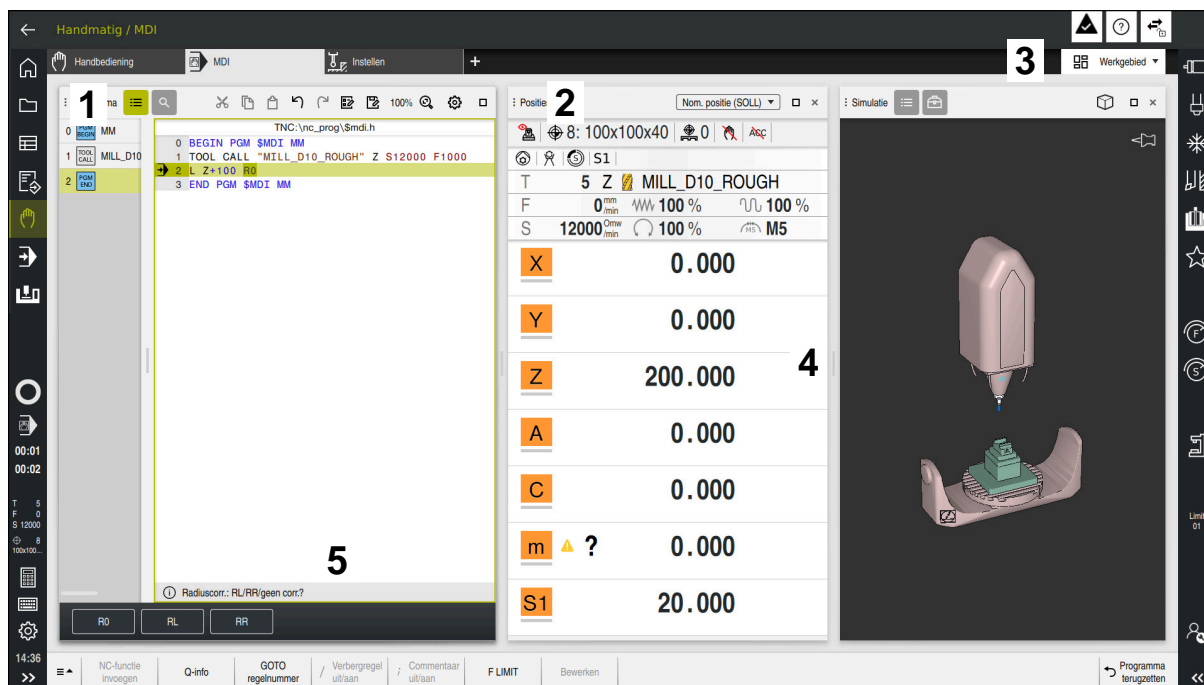 Handmatig / MDI
Handbediening
MDI
Instellen
+
3
Werkgebied
1
ma
100%
2
Positie
Nom. positie (SOLL)
Simulatie
0 PGM BEGIN MM
1 TOOL CALL MILL_D10
2 PGM END
TNC:\nc_prog\$mdi.h
0 BEGIN PGM $MDI MM
1 TOOL CALL "MILL_D10_ROUGH" Z S12000 F1000
2 L Z+100 R0
3 END PGM $MDI MM
8: 100x100x40 0 ACC
S1
T 5 Z MILL_D10_ROUGH
F 0 mm/min 100 % 100 %
S 12000 Omw/min 100 % M5
X 0.000
Y 0.000
Z 200.000
4
A 0.000
C 0.000
m ? 0.000
S1 20.000
5
Radiuscorr.: RL/RR/geen corr.?
R0
RL
RR
00:01
00:02
T 5
F 0
S 12000
8
100x100...
14:36
F
S
Limit
01
NC-functie invoegen
Q-info
GOTO regelnummer
/ Verbergregel uit/aan
; Commentaar uit/aan
F LIMIT
Bewerken
Programma terugzetten